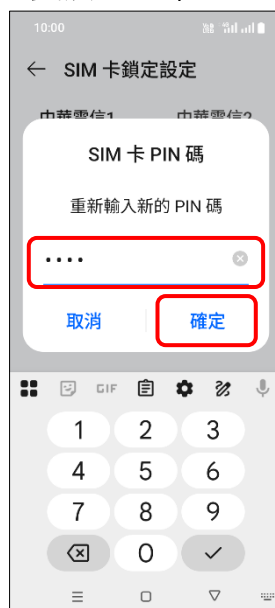 10:00
SIM 卡鎖定設定
中華電信1 中華電信2
SIM 卡 PIN 碼
重新輸入新的 PIN 碼
••••
取消 確定
GIF
1 2 3
4 5 6
7 8 9
0